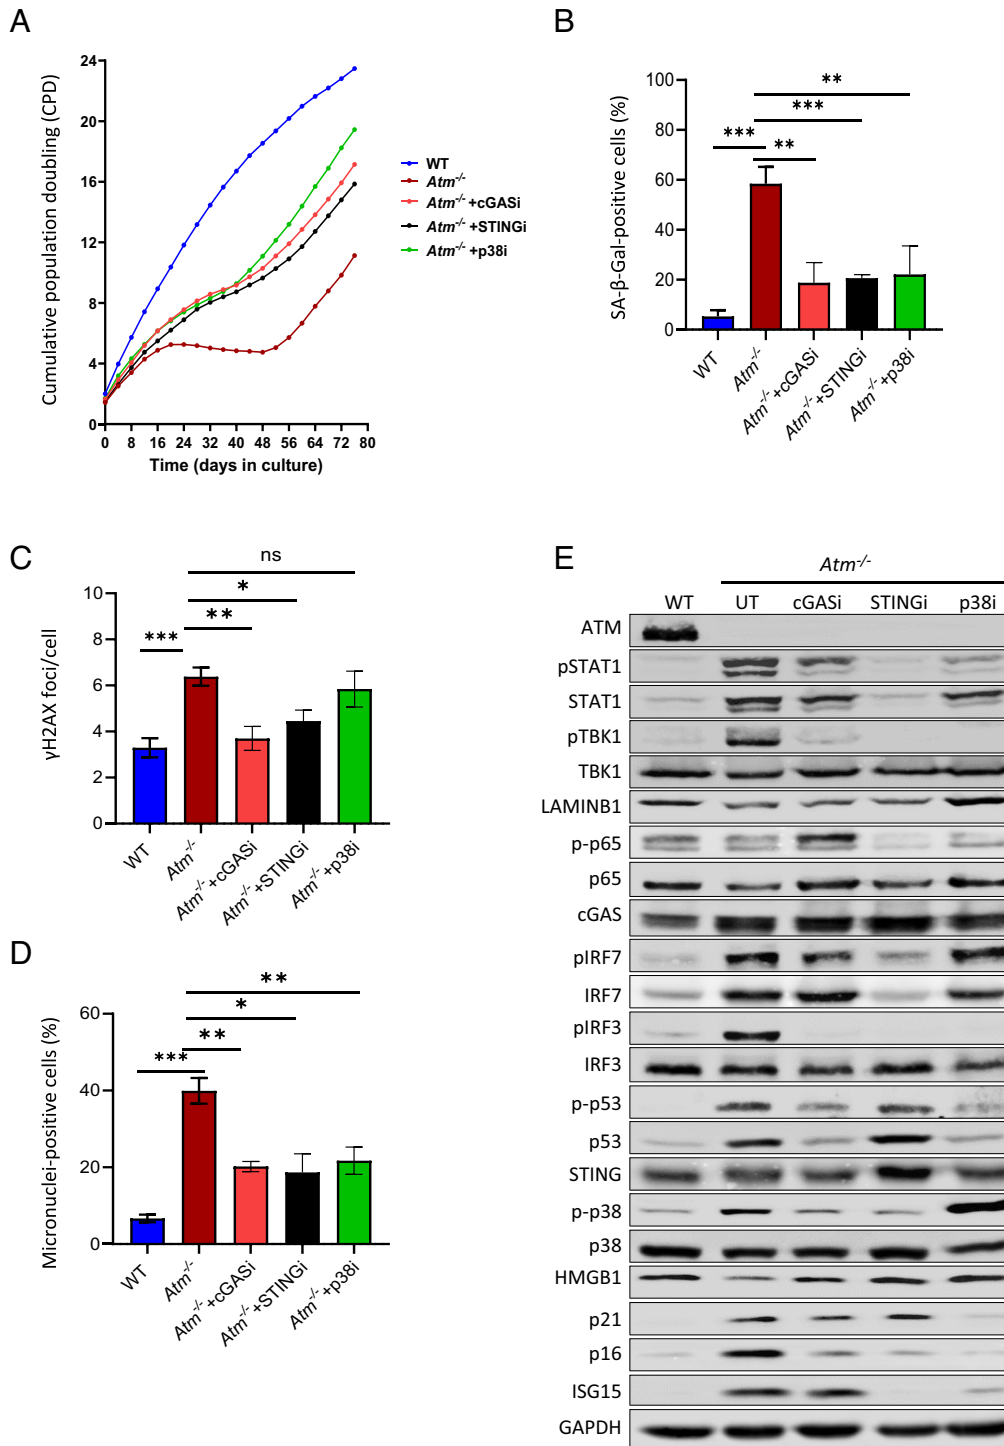 A
Cumulative population doubling (CPD)
24
20
16
12
8
4
0
0 8 16 24 32 40 48 56 64 72 80
Time (days in culture)
WT
Atm-/-
Atm-/- +cGASi
Atm-/- +STINGi
Atm-/- +p38i
B
SA-β-Gal-positive cells (%)
100
80
60
40
20
0
**
***
*** **
WT
Atm-/-
Atm-/-+cGASi
Atm-/-+STINGi
Atm-/-+p38i
C
γH2AX foci/cell
10
8
6
4
2
0
ns
*
**
***
WT
Atm-/-
Atm-/-+cGASi
Atm-/-+STINGi
Atm-/-+p38i
D
Micronuclei-positive cells (%)
60
40
20
0
**
*
**
***
WT
Atm-/-
Atm-/-+cGASi
Atm-/-+STINGi
Atm-/-+p38i
E
Atm-/-
WT UT cGASi STINGi p38i
ATM
pSTAT1
STAT1
pTBK1
TBK1
LAMINB1
p-p65
p65
cGAS
pIRF7
IRF7
pIRF3
IRF3
p-p53
p53
STING
p-p38
p38
HMGB1
p21
p16
ISG15
GAPDH